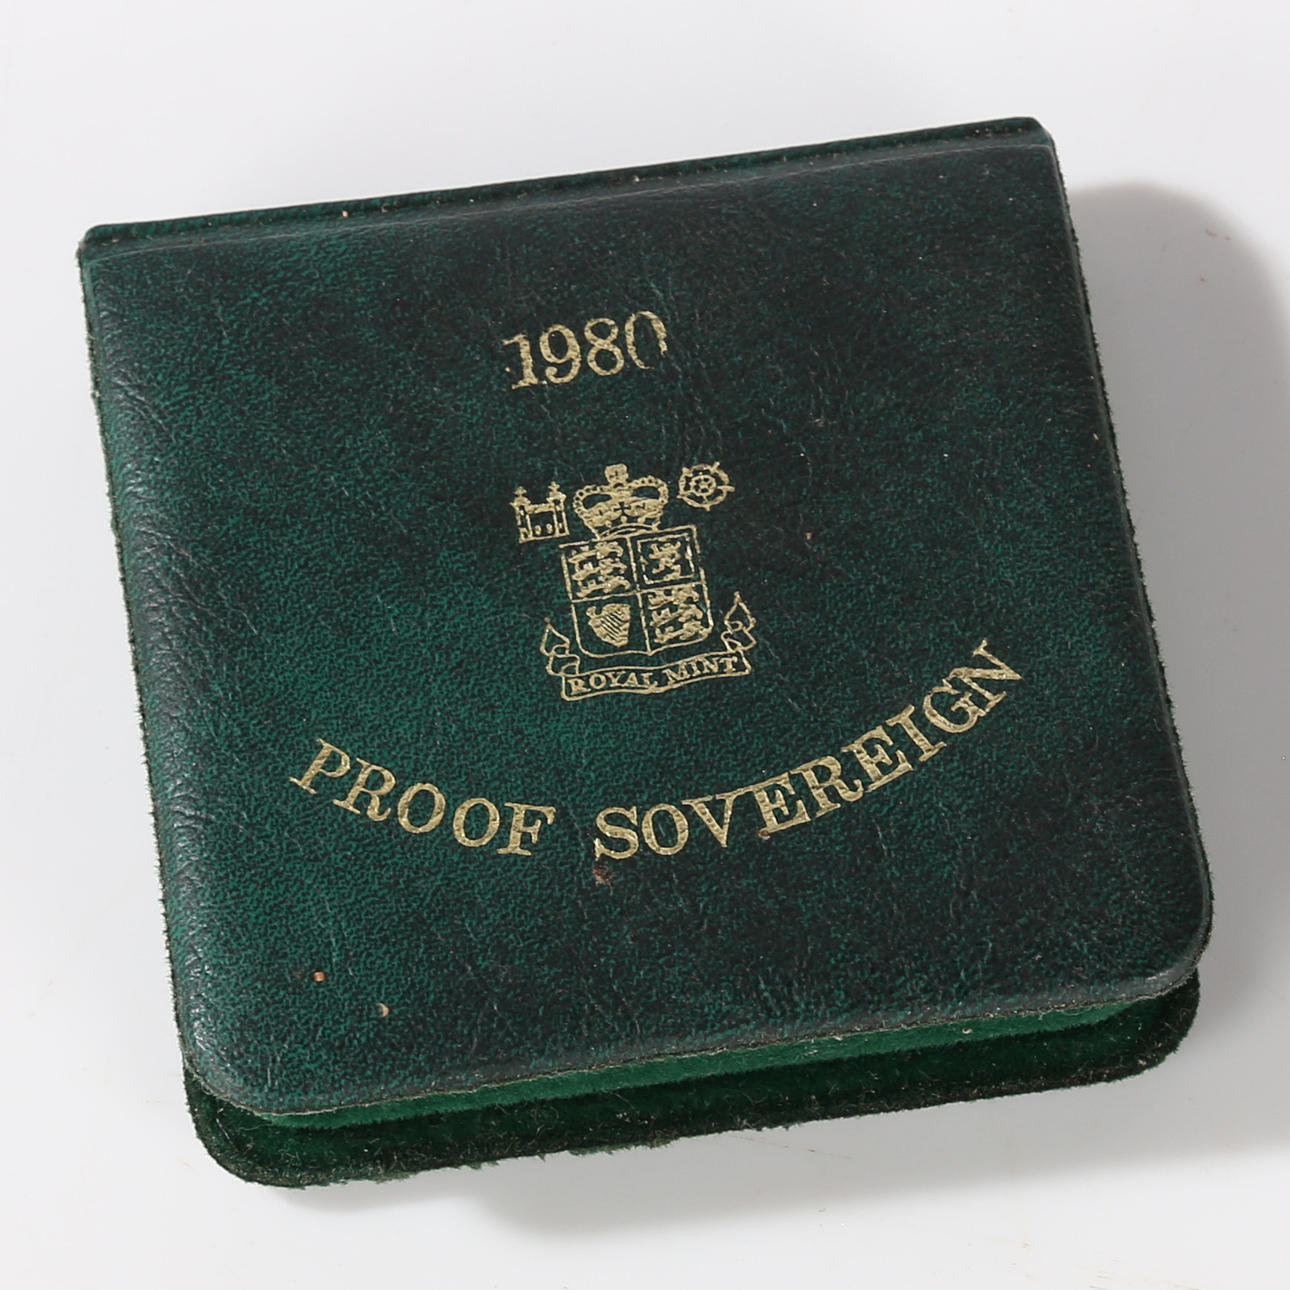 1980
ROYAL MINT
PROOF SOVEREIGN